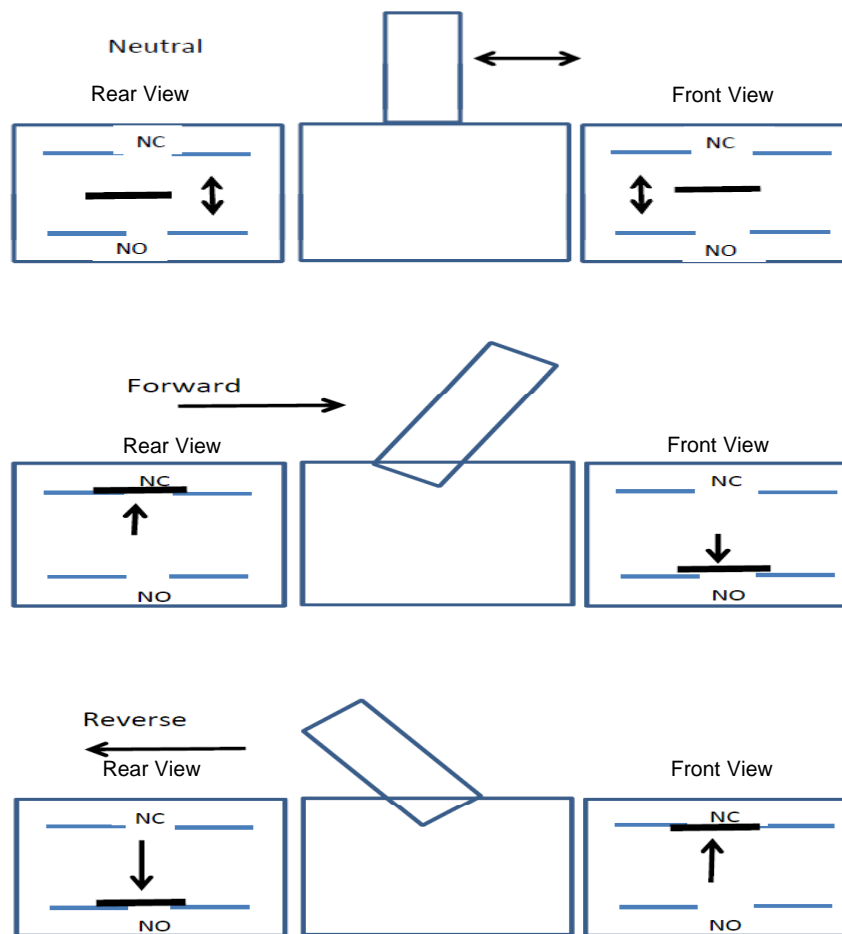 Neutral
Rear View
Front View
NC
NC
NO
NO
Forward
Rear View
Front View
NC
NC
NO
NO
Reverse
Rear View
Front View
NC
NC
NO
NO